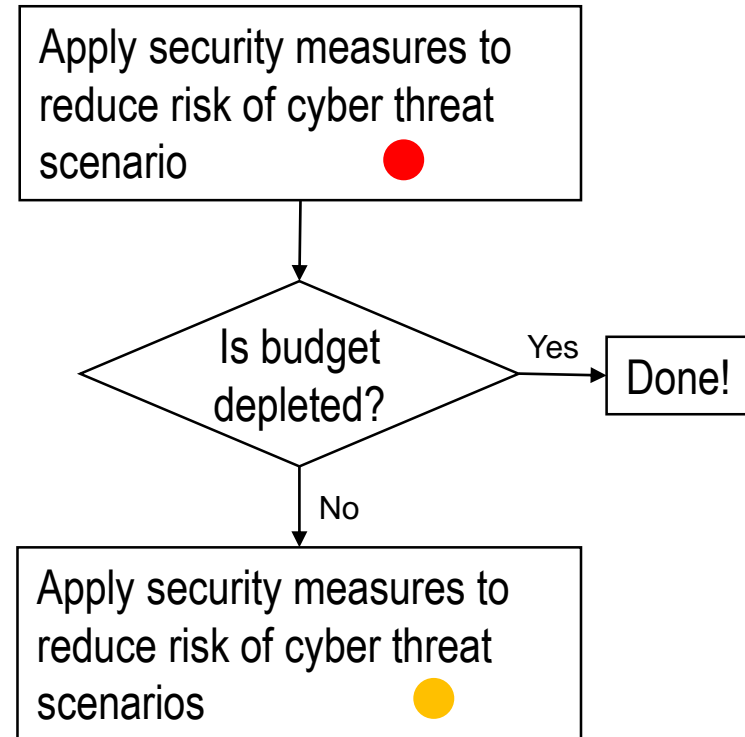 Apply security measures to
reduce risk of cyber threat
scenario
Is budget
depleted?
Yes
Done!
No
Apply security measures to
reduce risk of cyber threat
scenarios